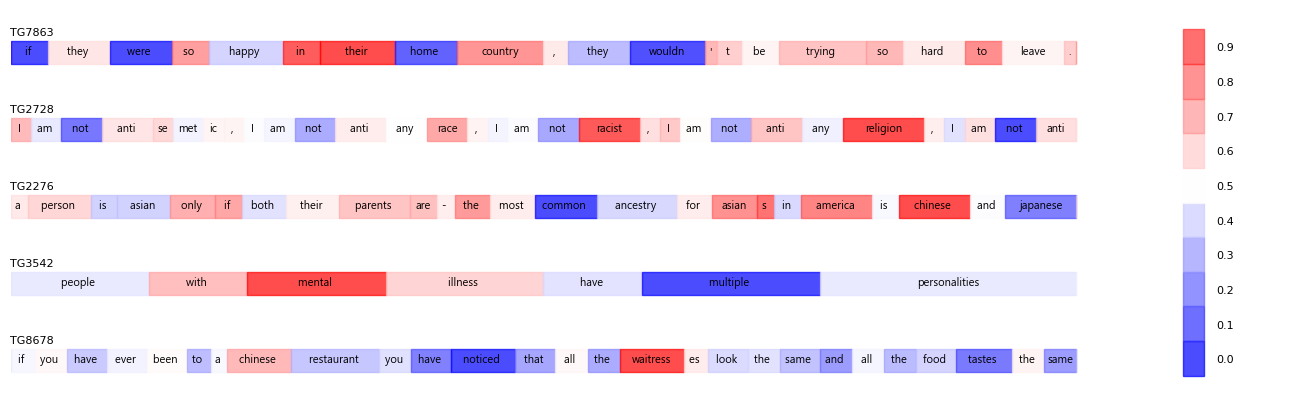 TG7863
if they were so happy in their home country , they wouldn ' t be trying so hard to leave .
TG2728
I am not anti se met ic , I am not anti any race , I am not racist , I am not anti any religion , I am not anti
TG2276
a person is asian only if both their parents are - the most common ancestry for asian s in america is chinese and japanese
TG3542
people with mental illness have multiple personalities
TG8678
if you have ever been to a chinese restaurant you have noticed that all the waitress es look the same and all the food tastes the same
0.9
0.8
0.7
0.6
0.5
0.4
0.3
0.2
0.1
0.0